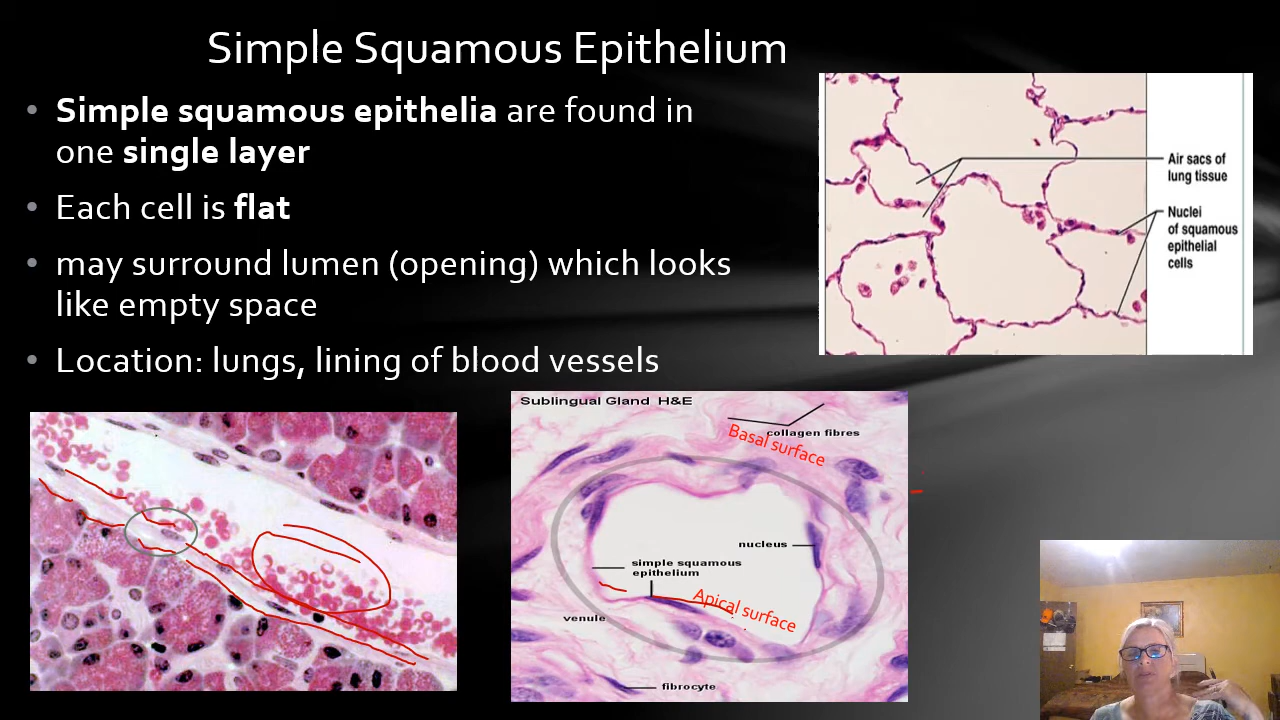 Simple Squamous Epithelium
• Simple squamous epithelia are found in
one single layer
• Each cell is flat
• may surround lumen (opening) which looks
like empty space
• Location: lungs, lining of blood vessels
Air sacs of
lung tissue
Nuclei
of squamous
epithelial
cells
Sublingual Gland H&E
collagen fibres
Basal surface
nucleus
simple squamous
epithelium
Apical surface
venule
fibrocyte